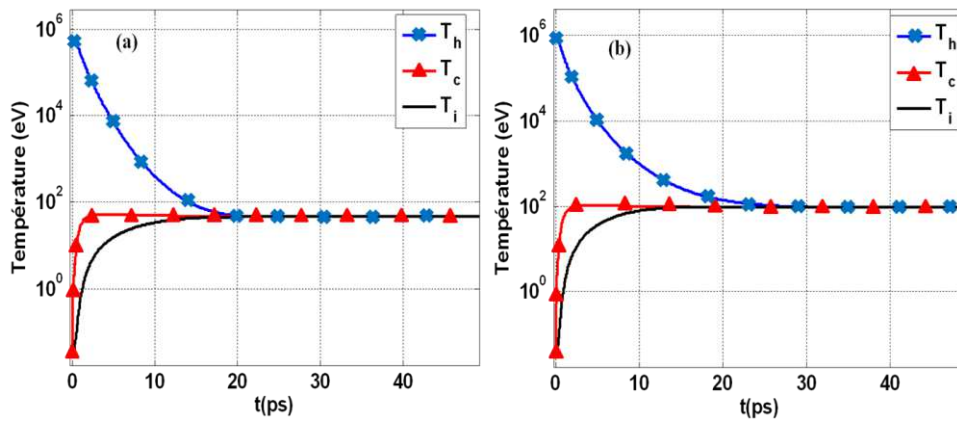 (a)
T_h
T_c
T_i
10^6
10^4
10^2
10^0
Température (eV)
0 10 20 30 40
t(ps)
(b)
T_h
T_c
T_i
10^6
10^4
10^2
10^0
Température (eV)
0 10 20 30 40
t(ps)